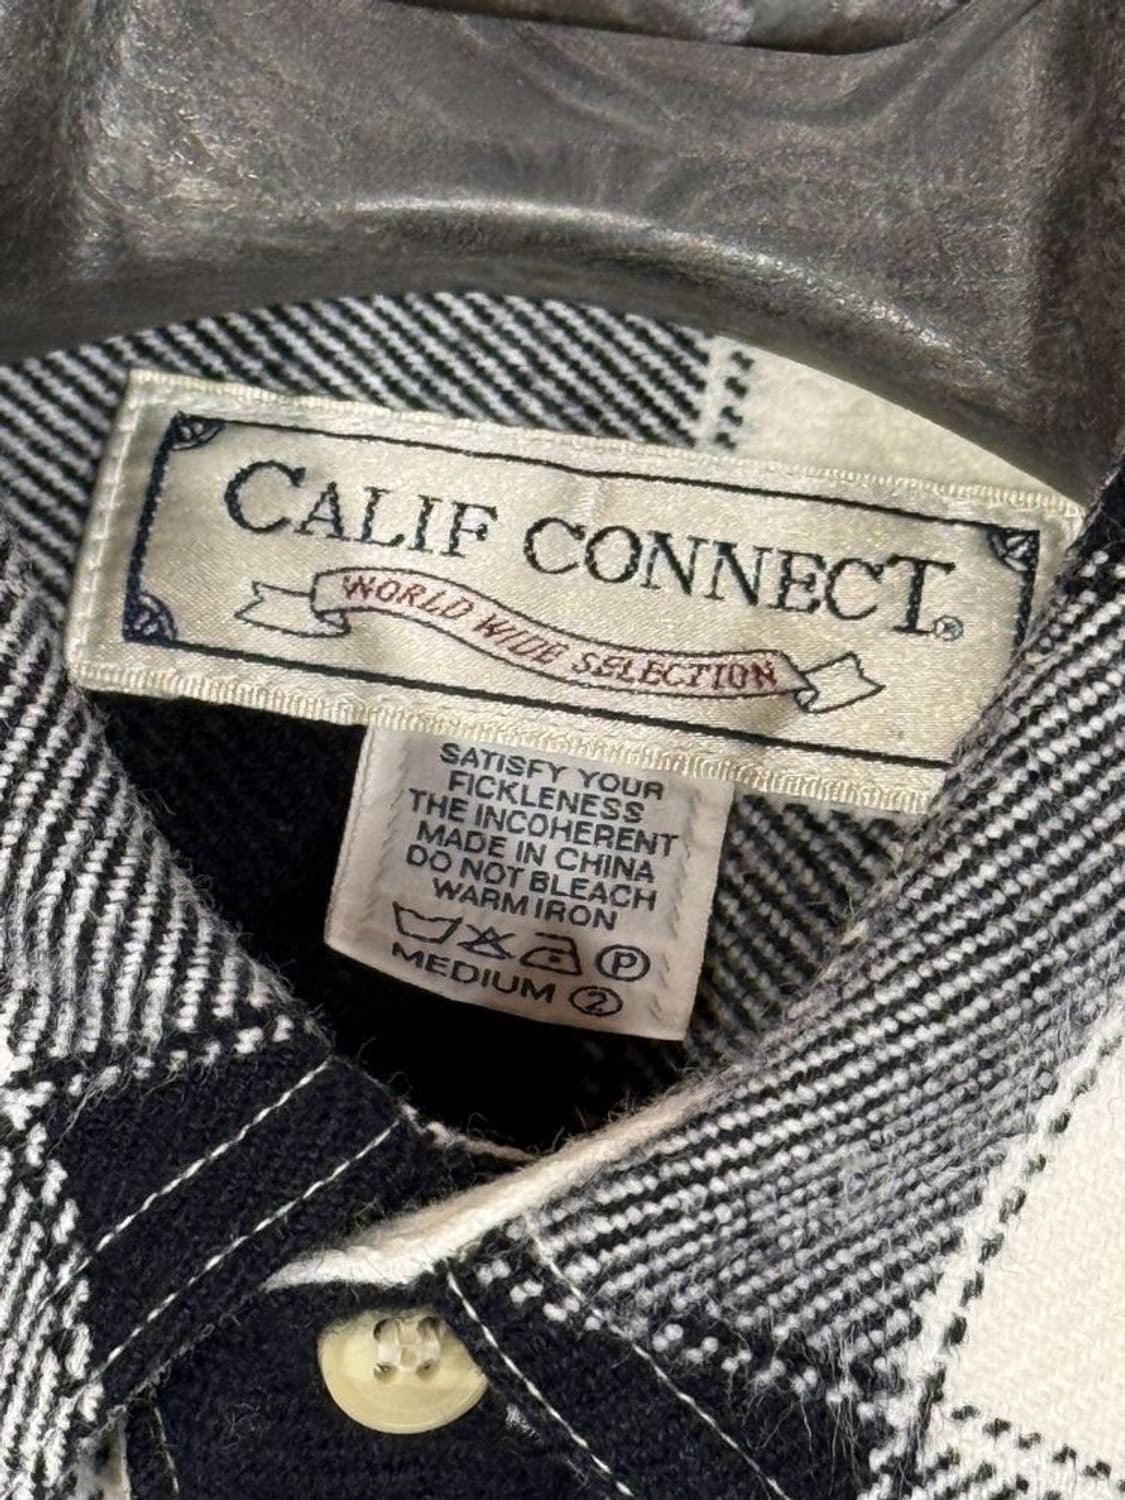 CALIF CONNECT®
WORLD WIDE SELECTION
SATISFY YOUR
FICKLENESS
THE INCOHERENT
MADE IN CHINA
DO NOT BLEACH
WARM IRON
P
MEDIUM 2